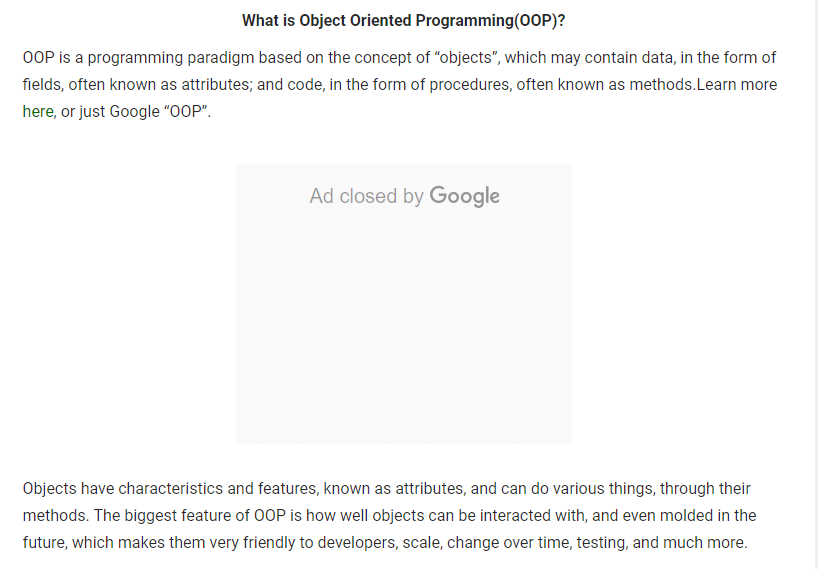 What is Object Oriented Programming(OOP)?
OOP is a programming paradigm based on the concept of “objects”, which may contain data, in the form of
fields, often known as attributes; and code, in the form of procedures, often known as methods.Learn more
here, or just Google “OOP”.
Ad closed by Google
Objects have characteristics and features, known as attributes, and can do various things, through their
methods. The biggest feature of OOP is how well objects can be interacted with, and even molded in the
future, which makes them very friendly to developers, scale, change over time, testing, and much more.